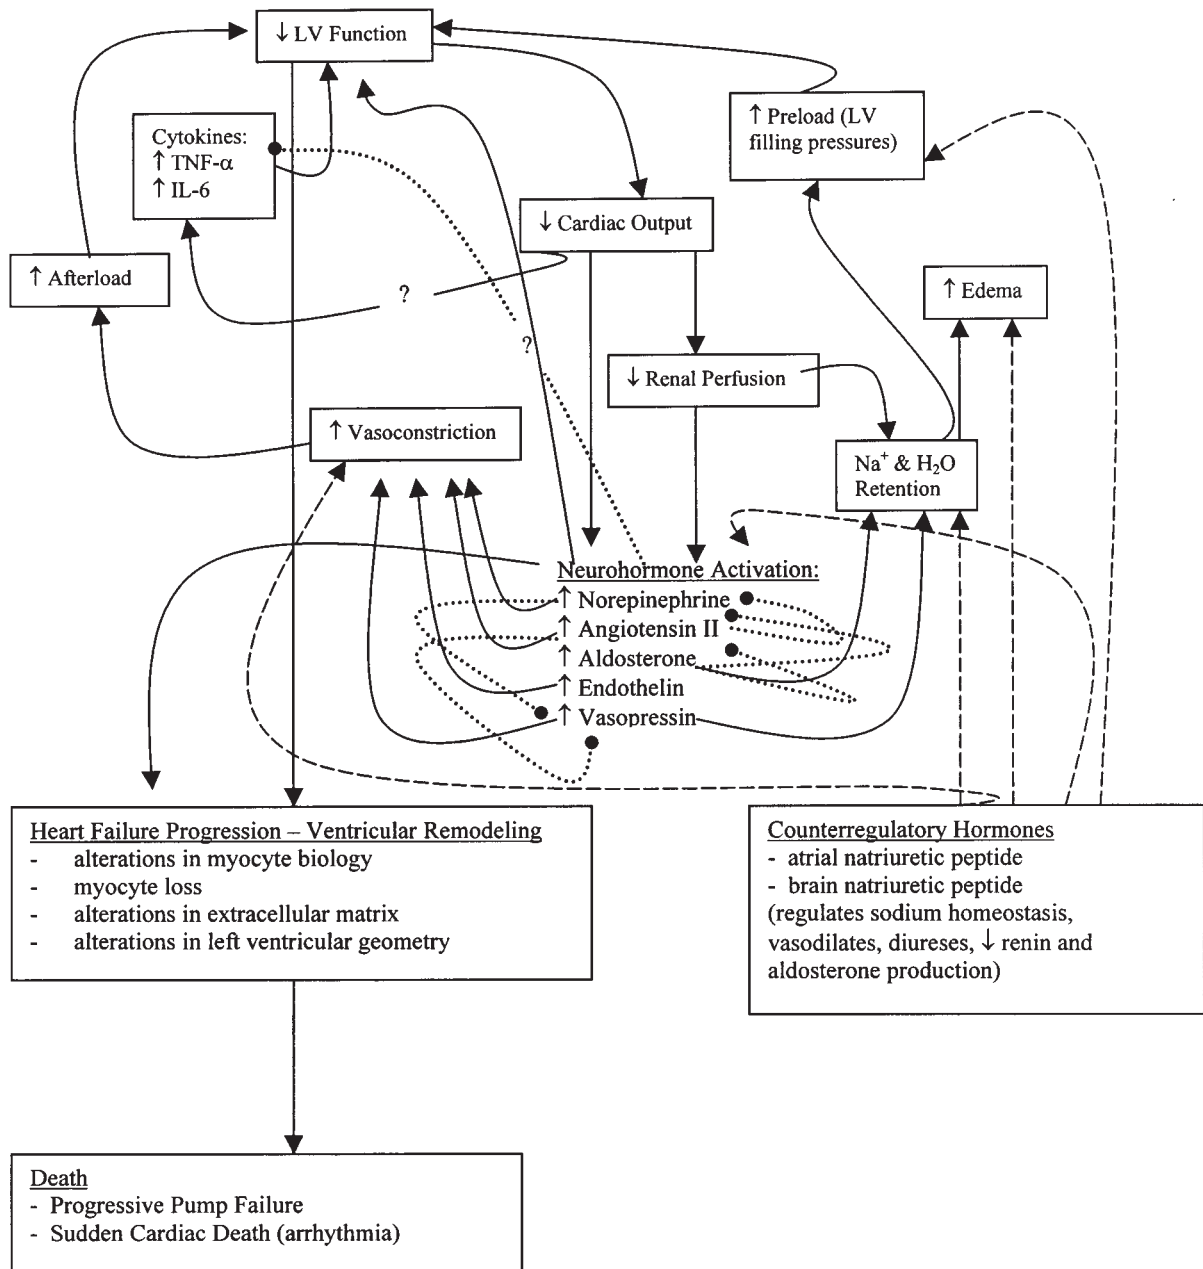 ↓ LV Function
↑ Preload (LV
filling pressures)
Cytokines:
↑ TNF-α
↑ IL-6
↓ Cardiac Output
↑ Afterload
?
↑ Edema
?
↓ Renal Perfusion
↑ Vasoconstriction
Na⁺ & H₂O
Retention
Neurohormone Activation:
↑ Norepinephrine
↑ Angiotensin II
↑ Aldosterone
↑ Endothelin
↑ Vasopressin
Heart Failure Progression – Ventricular Remodeling
- alterations in myocyte biology
- myocyte loss
- alterations in extracellular matrix
- alterations in left ventricular geometry
Counterregulatory Hormones
- atrial natriuretic peptide
- brain natriuretic peptide
(regulates sodium homeostasis,
vasodilates, diureses, ↓ renin and
aldosterone production)
Death
- Progressive Pump Failure
- Sudden Cardiac Death (arrhythmia)